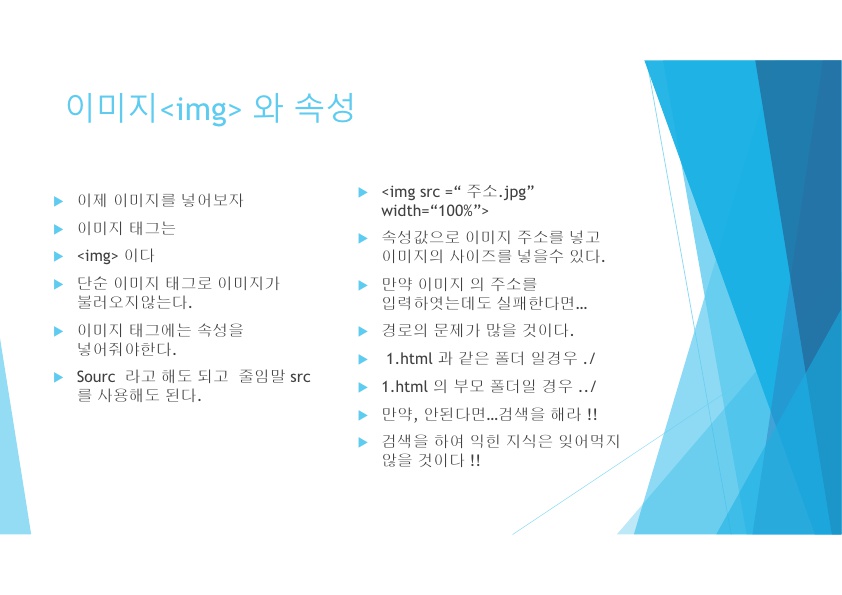 이미지<img> 와 속성
이제 이미지를 넣어보자
이미지 태그는
<img> 이다
단순 이미지 태그로 이미지가
불러오지않는다.
이미지 태그에는 속성을
넣어줘야한다.
Sourc 라고 해도 되고 줄임말 src
를 사용해도 된다.
<img src =“ 주소.jpg”
width=“100%”>
속성값으로 이미지 주소를 넣고
이미지의 사이즈를 넣을수 있다.
만약 이미지 의 주소를
입력하엿는데도 실쾌한다면…
경로의 문제가 많을 것이다.
1.html 과 같은 폴더 일경우 ./
1.html 의 부모 폴더일 경우 ../
만약, 안된다면…검색을 해라 !!
검색을 하여 익힌 지식은 잊어먹지
않을 것이다 !!